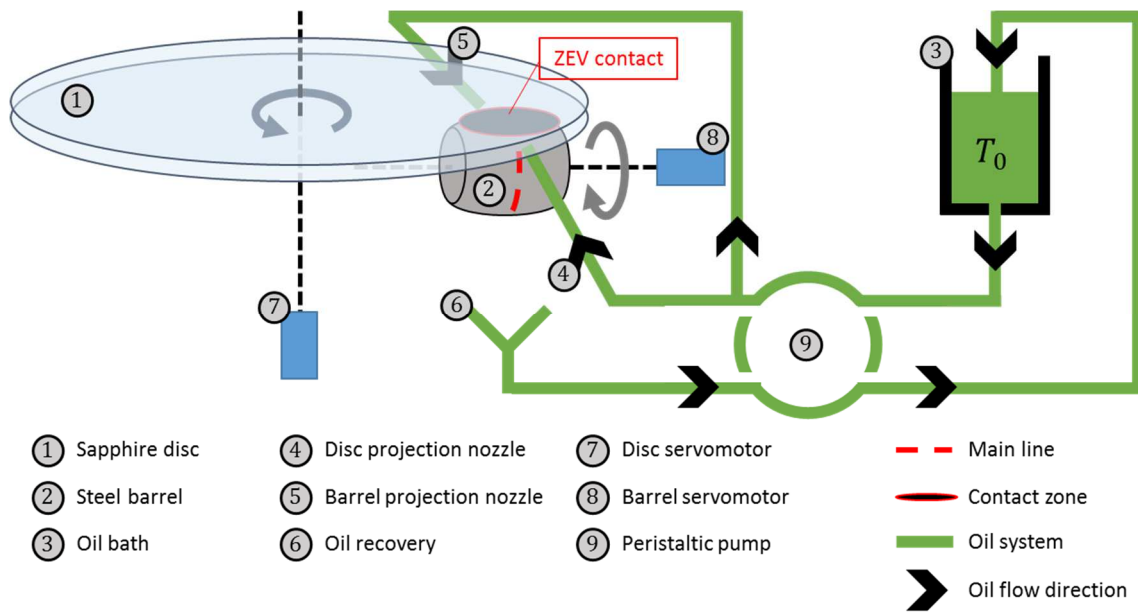 5
ZEV contact
3
1
8
T0
2
4
7
6
9
1 Sapphire disc
4 Disc projection nozzle
7 Disc servomotor
Main line
2 Steel barrel
5 Barrel projection nozzle
8 Barrel servomotor
Contact zone
3 Oil bath
6 Oil recovery
9 Peristaltic pump
Oil system
Oil flow direction